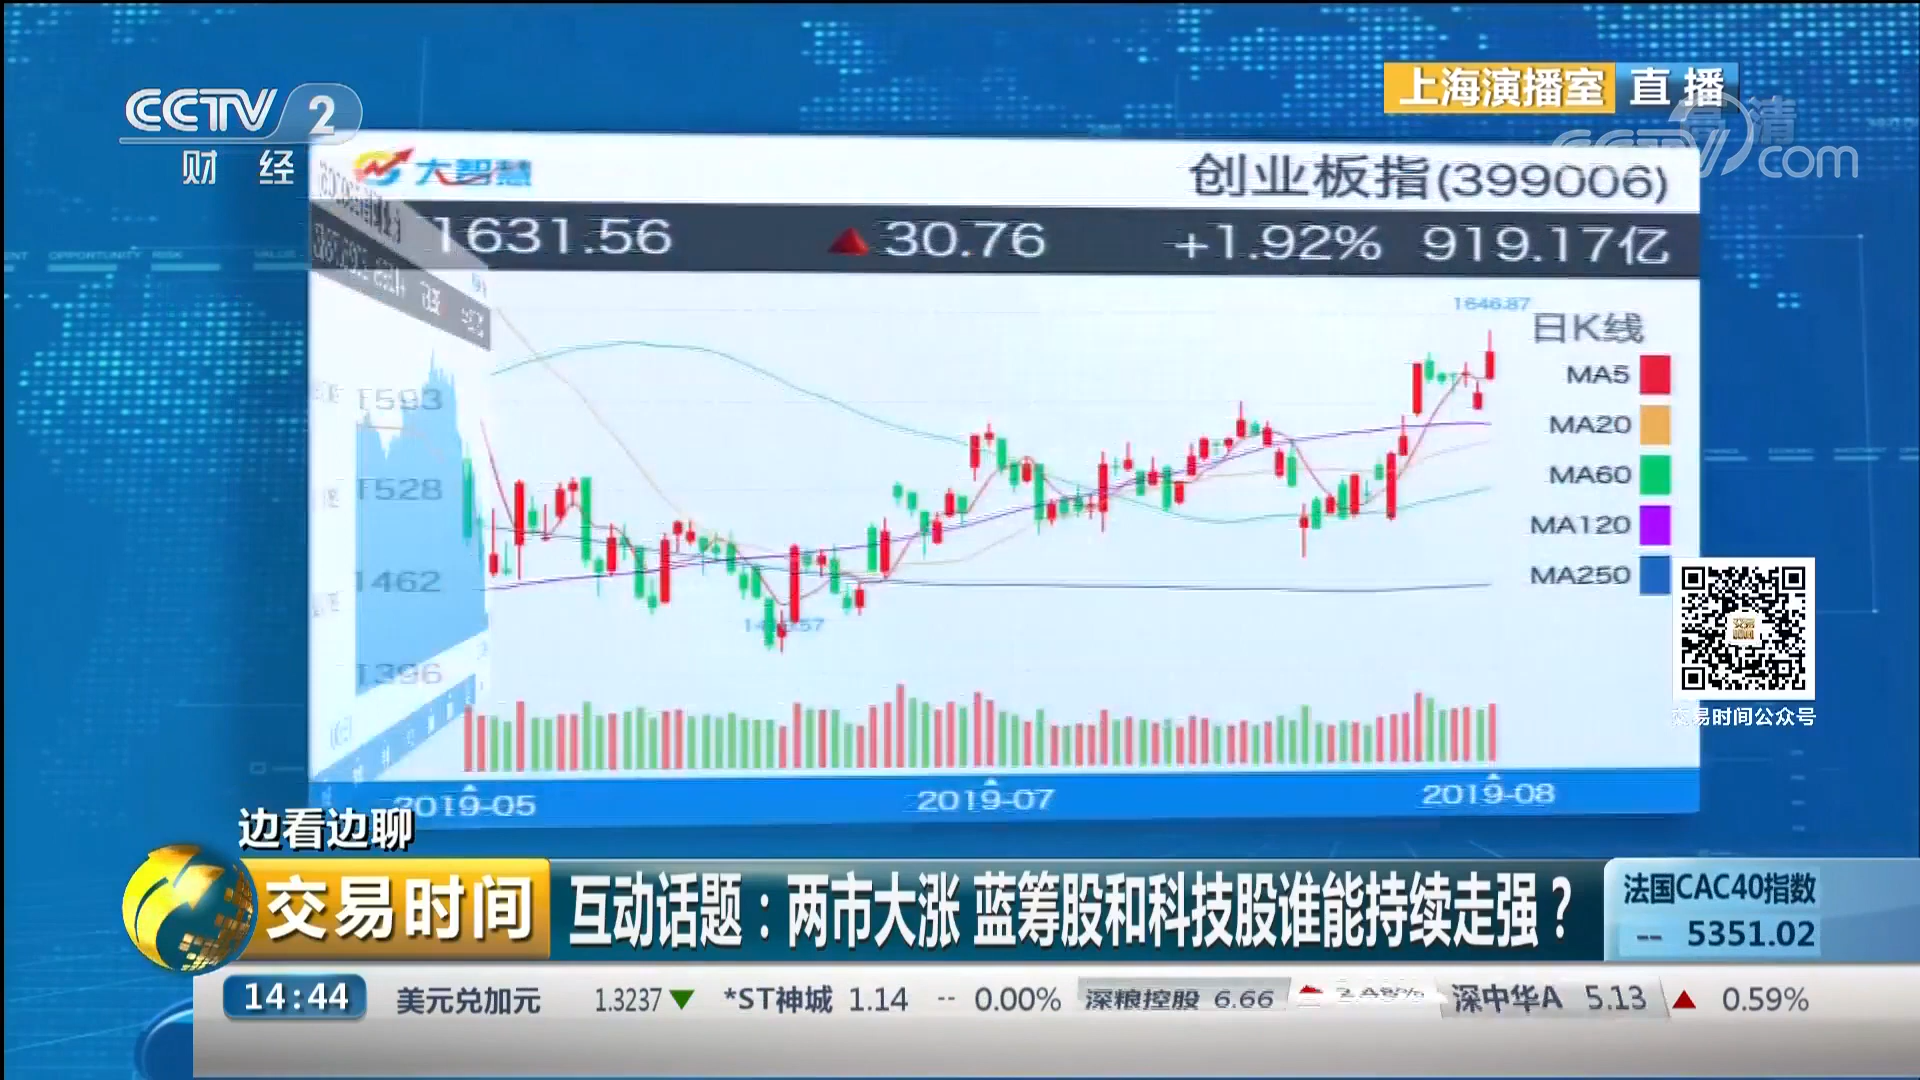 CCTV 2
财 经
上海演播室 直播
高清
CCTV.com
大智慧
创业板指(399006)
1631.56 30.76 +1.92% 919.17亿
1646.87
日K线
MA5
MA20
MA60
MA120
MA250
1593
1528
1462
1396
交易时间公众号
2019-05 2019-07 2019-08
边看边聊
交易时间
互动话题：两市大涨 蓝筹股和科技股谁能持续走强？
法国CAC40指数
-- 5351.02
14:44 美元兑加元 1.3237 *ST神城 1.14 -- 0.00% 深粮控股 6.66 深中华A 5.13 0.59%